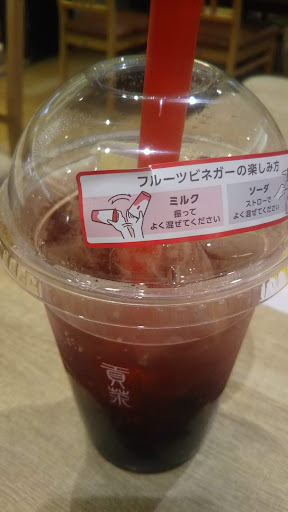 フルーツビネガーの楽しみ方
ミルク
振って
よく混ぜてください
ソーダ
ストローで
よく混ぜてください
貢茶